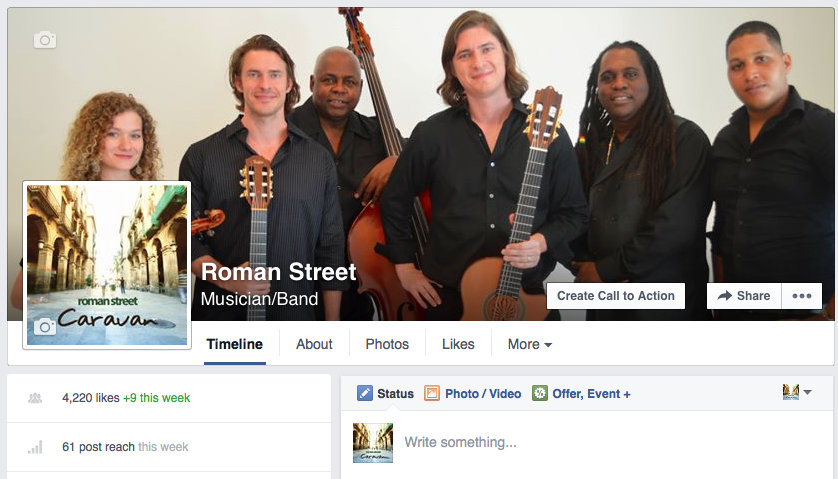 Roman Street
Musician/Band
Create Call to Action
Share
•••
roman street
Caravan
Timeline
About
Photos
Likes
More
4,220 likes +9 this week
61 post reach this week
Status
Photo / Video
Offer, Event +
Write something...